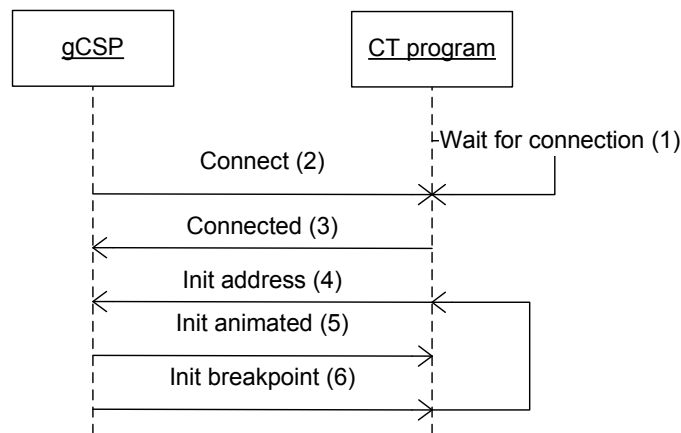 gCSP
CT program
Wait for connection (1)
Connect (2)
Connected (3)
Init address (4)
Init animated (5)
Init breakpoint (6)